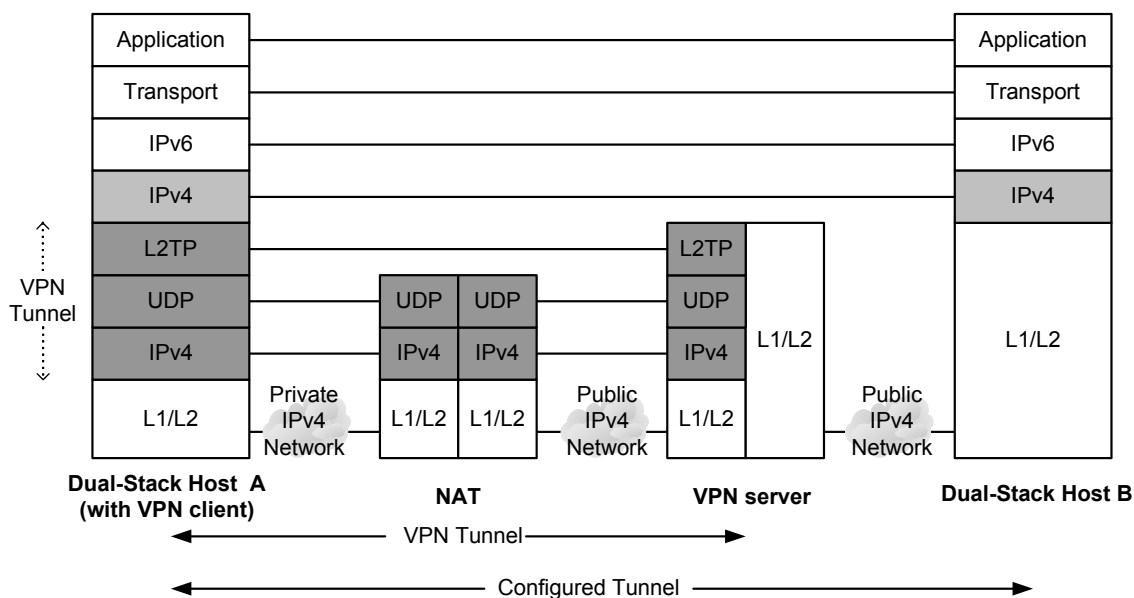 Application
Application
Transport
Transport
IPv6
IPv6
IPv4
IPv4
VPN
Tunnel
L2TP
L2TP
UDP
UDP
UDP
UDP
IPv4
IPv4
IPv4
IPv4
L1/L2
L1/L2
L1/L2
Private
IPv4
Network
L1/L2
L1/L2
Public
IPv4
Network
L1/L2
Public
IPv4
Network
Dual-Stack Host A
(with VPN client)
NAT
VPN server
Dual-Stack Host B
VPN Tunnel
Configured Tunnel